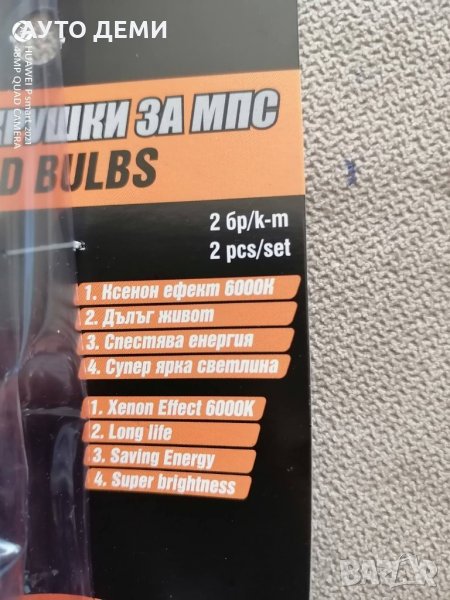 АУТО ДЕМИ
HUAWEI P smart 2021
48MP QUAD CAMERA
КРУШКИ ЗА МПС
D BULBS
2 бр/к-т
2 pcs/set
1. Ксенон ефект 6000К
2. Дълъг живот
3. Спестява енергия
4. Супер ярка светлина
1. Xenon Effect 6000K
2. Long life
3. Saving Energy
4. Super brightness
bazar